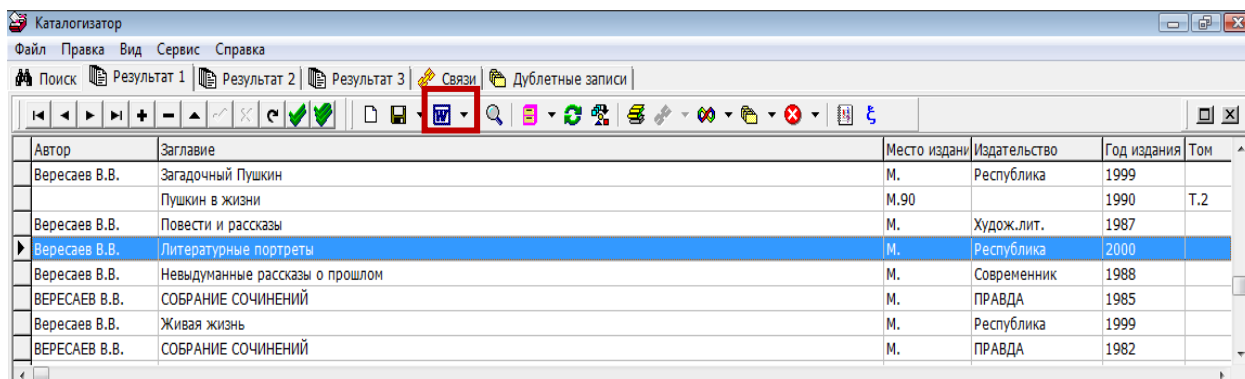 Каталогизатор
Файл Правка Вид Сервис Справка
Поиск Результат 1 Результат 2 Результат 3 Связи Дублетные записи
Автор Заглавие Место издани Издательство Год издания Том
Вересаев В.В. Загадочный Пушкин М. Республика 1999
Пушкин в жизни М.90 1990 Т.2
Вересаев В.В. Повести и рассказы М. Худож.лит. 1987
Вересаев В.В. Литературные портреты М. Республика 2000
Вересаев В.В. Невыдуманные рассказы о прошлом М. Современник 1988
ВЕРЕСАЕВ В.В. СОБРАНИЕ СОЧИНЕНИЙ М. ПРАВДА 1985
Вересаев В.В. Живая жизнь М. Республика 1999
ВЕРЕСАЕВ В.В. СОБРАНИЕ СОЧИНЕНИЙ М. ПРАВДА 1982